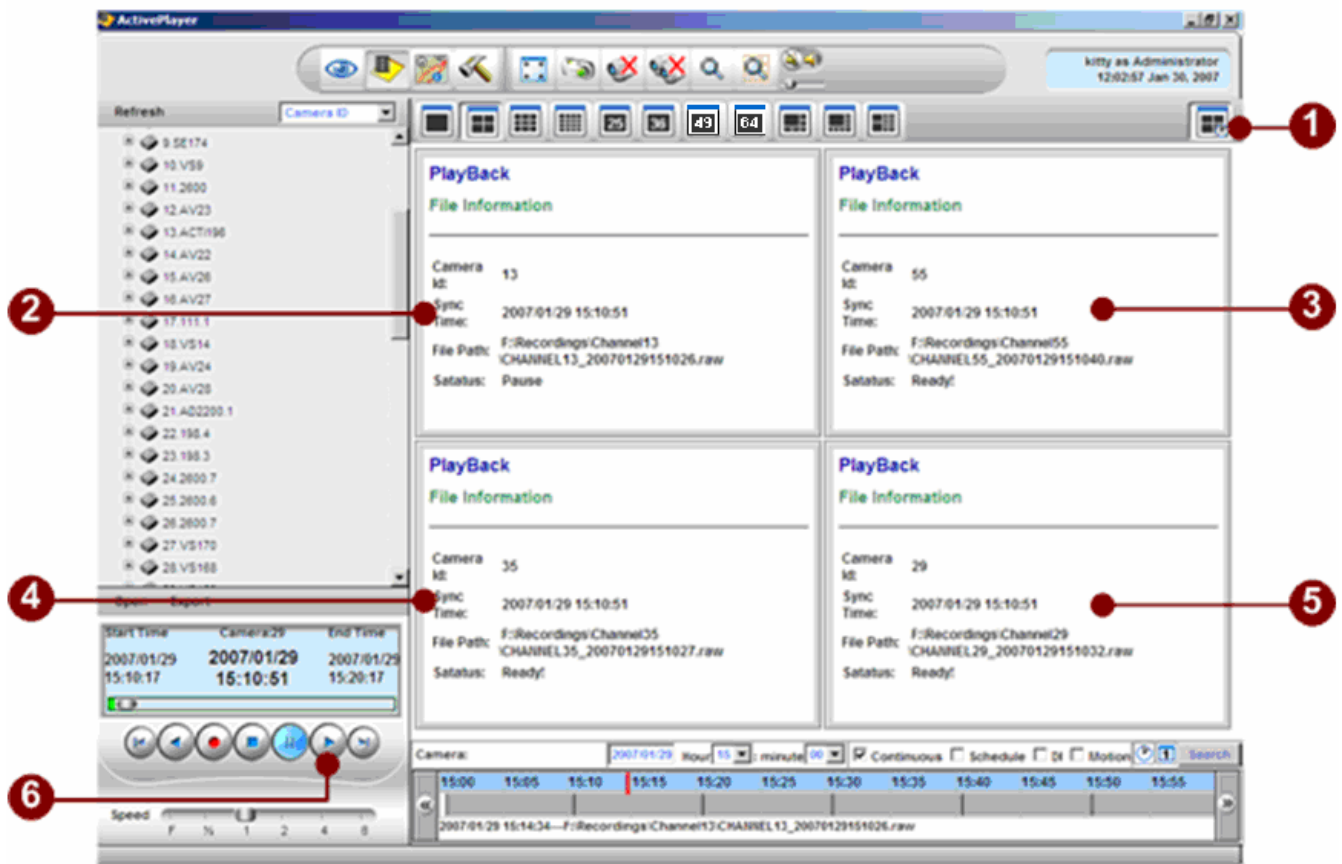 ActivePlayer
kitty as Administrator
12:02:57 Jan 30, 2007
Refresh
Camera ID
25
36
49
64
1
9.SE174
10.VS9
11.2600
12.AV23
13.ACTI196
14.AV22
15.AV26
16.AV27
17.111.1
18.VS14
19.AV24
20.AV28
21.AD2200.1
22.198.4
23.198.3
24.2600.7
25.2600.6
26.2600.7
27.VS170
28.VS168
PlayBack
File Information
Camera Id: 13
Sync Time: 2007/01/29 15:10:51
File Path: F:\Recordings\Channel13
\CHANNEL13_20070129151026.raw
Satatus: Pause
2
PlayBack
File Information
Camera Id: 55
Sync Time: 2007/01/29 15:10:51
File Path: F:\Recordings\Channel55
\CHANNEL55_20070129151040.raw
Satatus: Ready!
3
PlayBack
File Information
Camera Id: 35
Sync Time: 2007/01/29 15:10:51
File Path: F:\Recordings\Channel35
\CHANNEL35_20070129151027.raw
Satatus: Ready!
4
PlayBack
File Information
Camera Id: 29
Sync Time: 2007/01/29 15:10:51
File Path: F:\Recordings\Channel29
\CHANNEL29_20070129151032.raw
Satatus: Ready!
5
Open Export
Start Time Camera:29 End Time
2007/01/29 2007/01/29 2007/01/29
15:10:17 15:10:51 15:20:17
6
Speed
F ½ 1 2 4 8
Camera: 2007/01/29 Hour 15 : minute 00 Continuous Schedule DI Motion 1 Search
15:00 15:05 15:10 15:15 15:20 15:25 15:30 15:35 15:40 15:45 15:50 15:55
2007/01/29 15:14:34---F:\Recordings\Channel13\CHANNEL13_20070129151026.raw